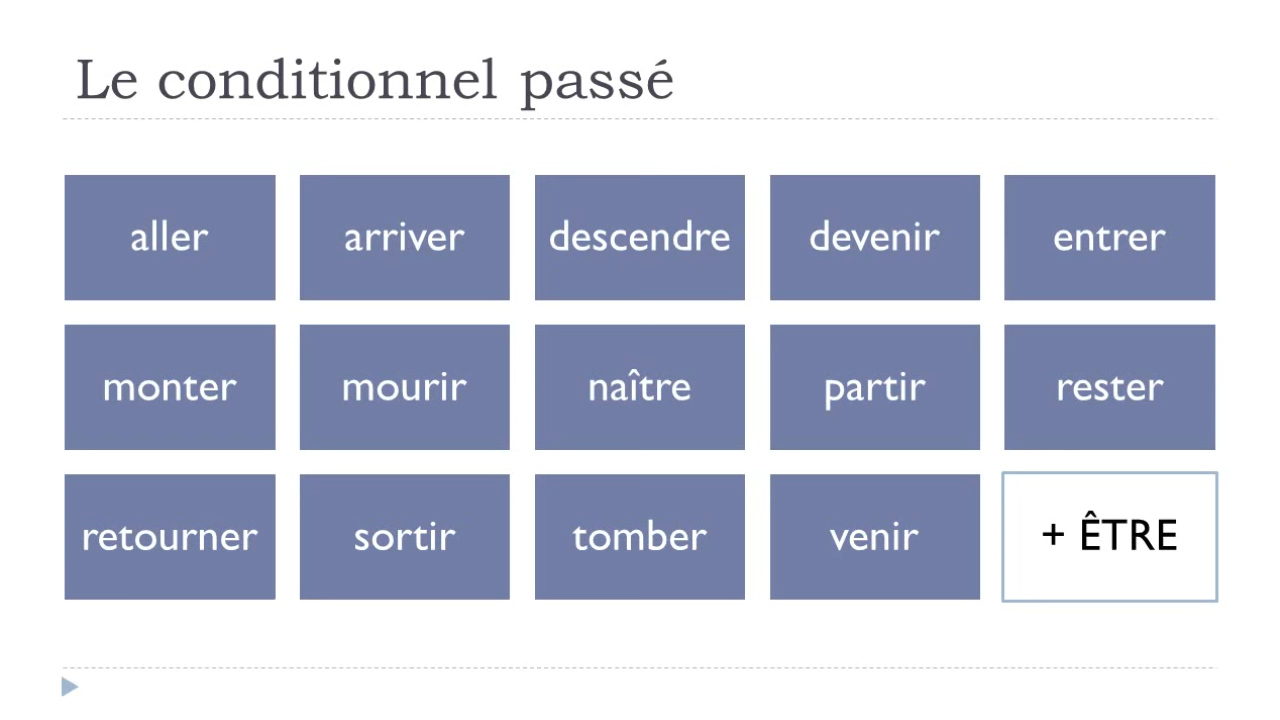 Le conditionnel passé
aller
arriver
descendre
devenir
entrer
monter
mourir
naître
partir
rester
retourner
sortir
tomber
venir
+ ÊTRE